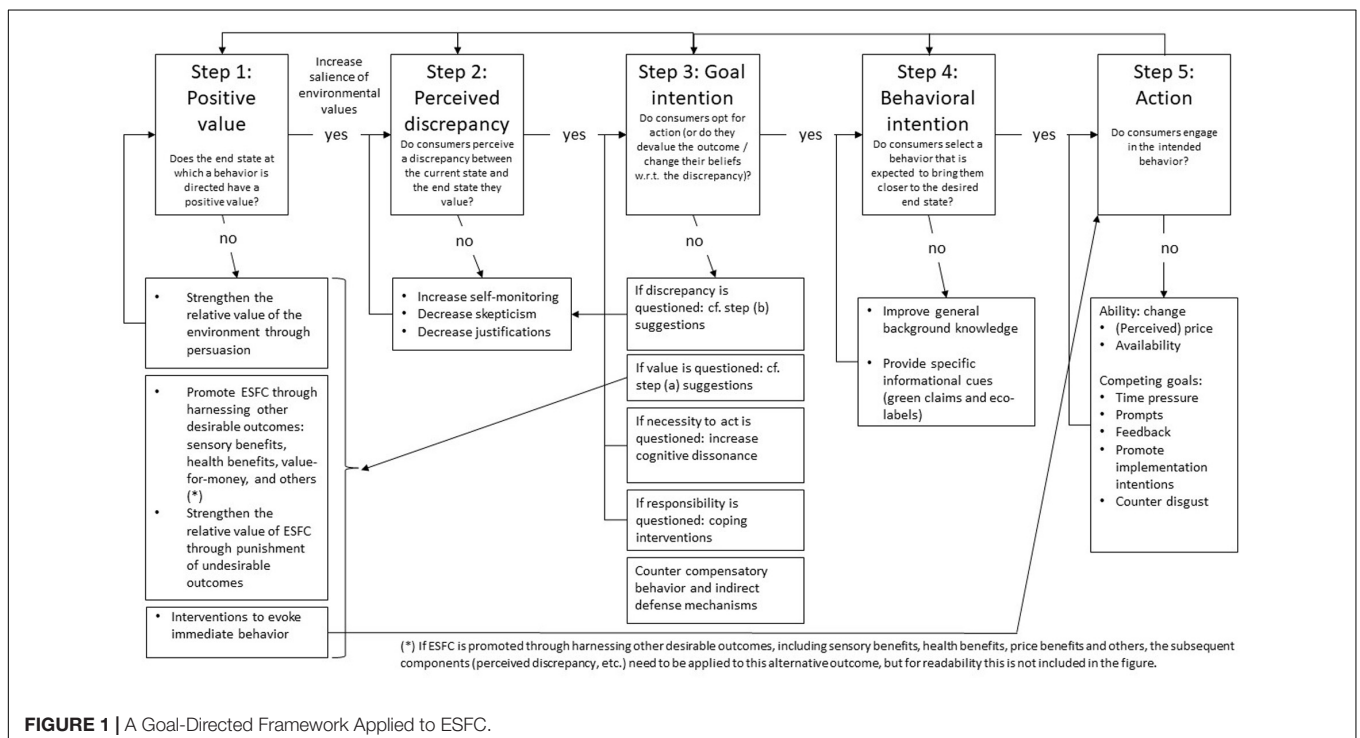 Step 1:
Positive
value
Does the end state at
which a behavior is
directed have a
positive value?
Increase
salience of
environmental
values
yes
Step 2:
Perceived
discrepancy
Do consumers perceive
a discrepancy between
the current state and
the end state they
value?
yes
Step 3: Goal
intention
Do consumers opt for
action (or do they
devalue the outcome /
change their beliefs
w.r.t. the discrepancy)?
yes
Step 4:
Behavioral
intention
Do consumers select a
behavior that is
expected to bring them
closer to the desired
end state?
yes
Step 5:
Action
Do consumers engage
in the intended
behavior?
no
no
no
no
no
• Strengthen the
relative value of the
environment through
persuasion
• Promote ESFC through
harnessing other
desirable outcomes:
sensory benefits,
health benefits, value-
for-money, and others
(*)
• Strengthen the
relative value of ESFC
through punishment
of undesirable
outcomes
• Interventions to evoke
immediate behavior
• Increase self-monitoring
• Decrease skepticism
• Decrease justifications
If discrepancy is
questioned: cf. step (b)
suggestions
If value is questioned: cf.
step (a) suggestions
If necessity to act is
questioned: increase
cognitive dissonance
If responsibility is
questioned: coping
interventions
Counter compensatory
behavior and indirect
defense mechanisms
• Improve general
background knowledge
• Provide specific
informational cues
(green claims and eco-
labels)
Ability: change
• (Perceived) price
• Availability
Competing goals:
• Time pressure
• Prompts
• Feedback
• Promote
implementation
intentions
• Counter disgust
(*) If ESFC is promoted through harnessing other desirable outcomes, including sensory benefits, health benefits, price benefits and others, the subsequent
components (perceived discrepancy, etc.) need to be applied to this alternative outcome, but for readability this is not included in the figure.
FIGURE 1 | A Goal-Directed Framework Applied to ESFC.